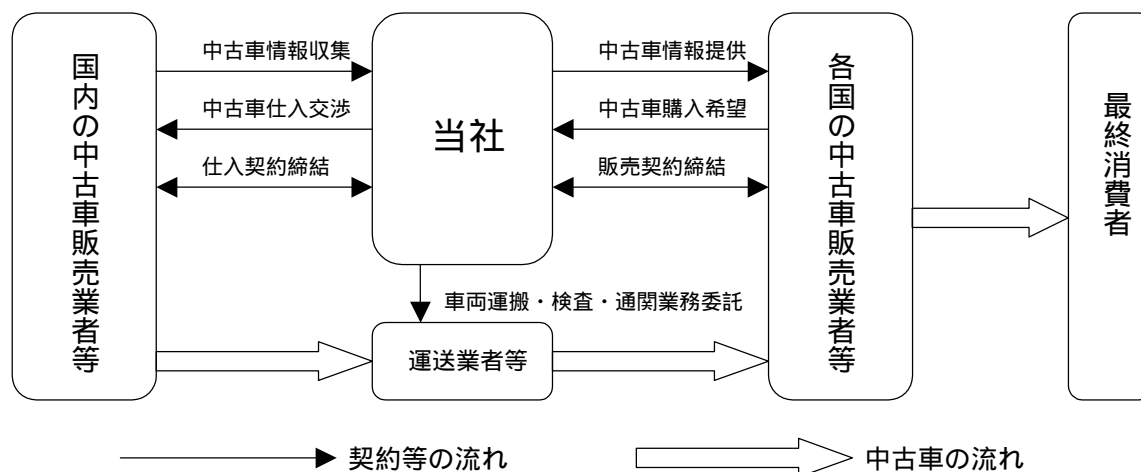 国内の中古車販売業者等
中古車情報収集
中古車仕入交渉
仕入契約締結
当社
中古車情報提供
中古車購入希望
販売契約締結
各国の中古車販売業者等
最終消費者
車両運搬・検査・通関業務委託
運送業者等
契約等の流れ
中古車の流れ